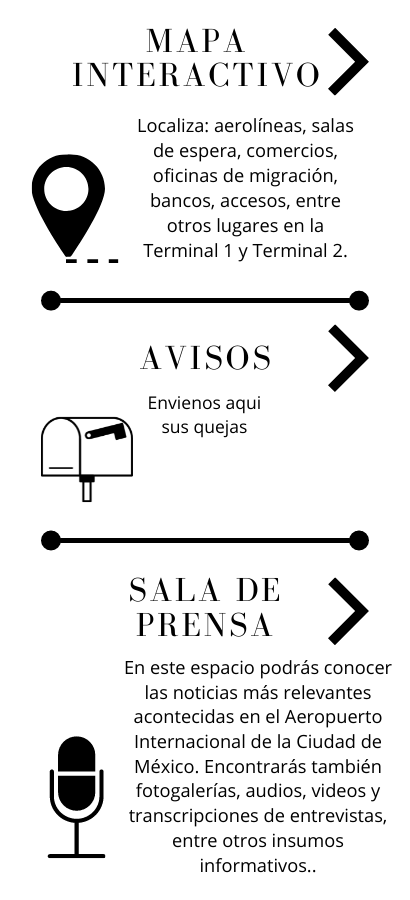 MAPA
INTERACTIVO
Localiza: aerolíneas, salas
de espera, comercios,
oficinas de migración,
bancos, accesos, entre
otros lugares en la
Terminal 1 y Terminal 2.
AVISOS
Envienos aqui
sus quejas
SALA DE
PRENSA
En este espacio podrás conocer
las noticias más relevantes
acontecidas en el Aeropuerto
Internacional de la Ciudad de
México. Encontrarás también
fotogalerías, audios, videos y
transcripciones de entrevistas,
entre otros insumos
informativos..